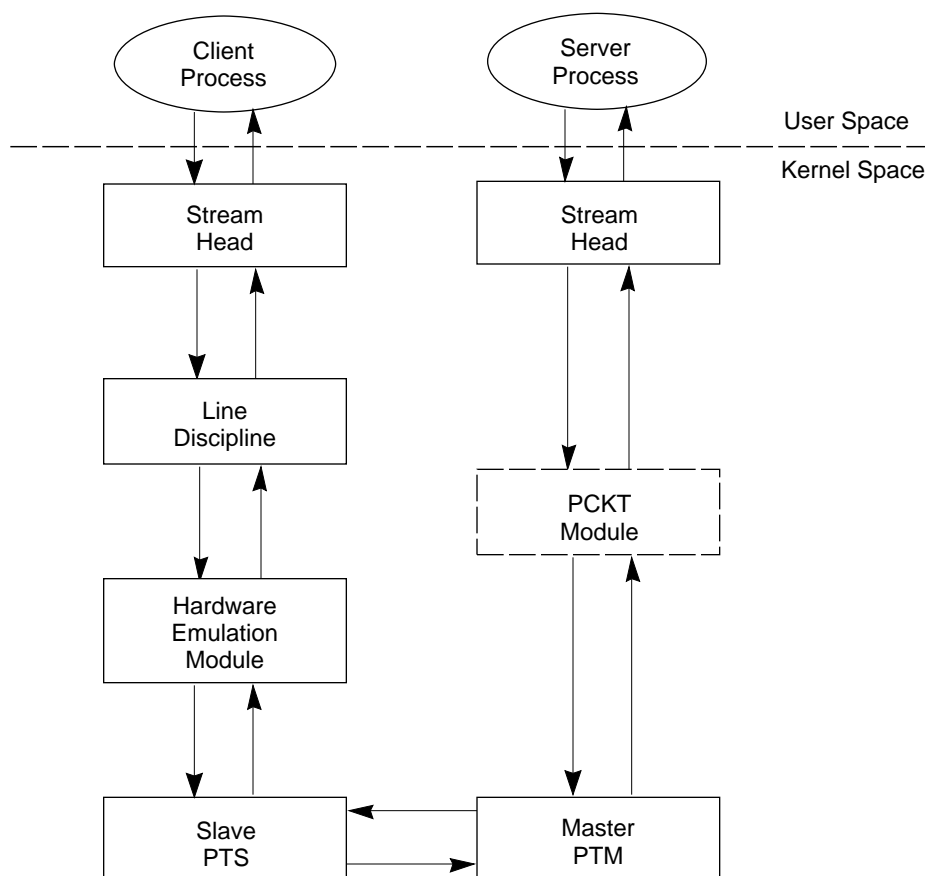 Client
Process
Server
Process
User Space
Kernel Space
Stream
Head
Stream
Head
Line
Discipline
PCKT
Module
Hardware
Emulation
Module
Slave
PTS
Master
PTM